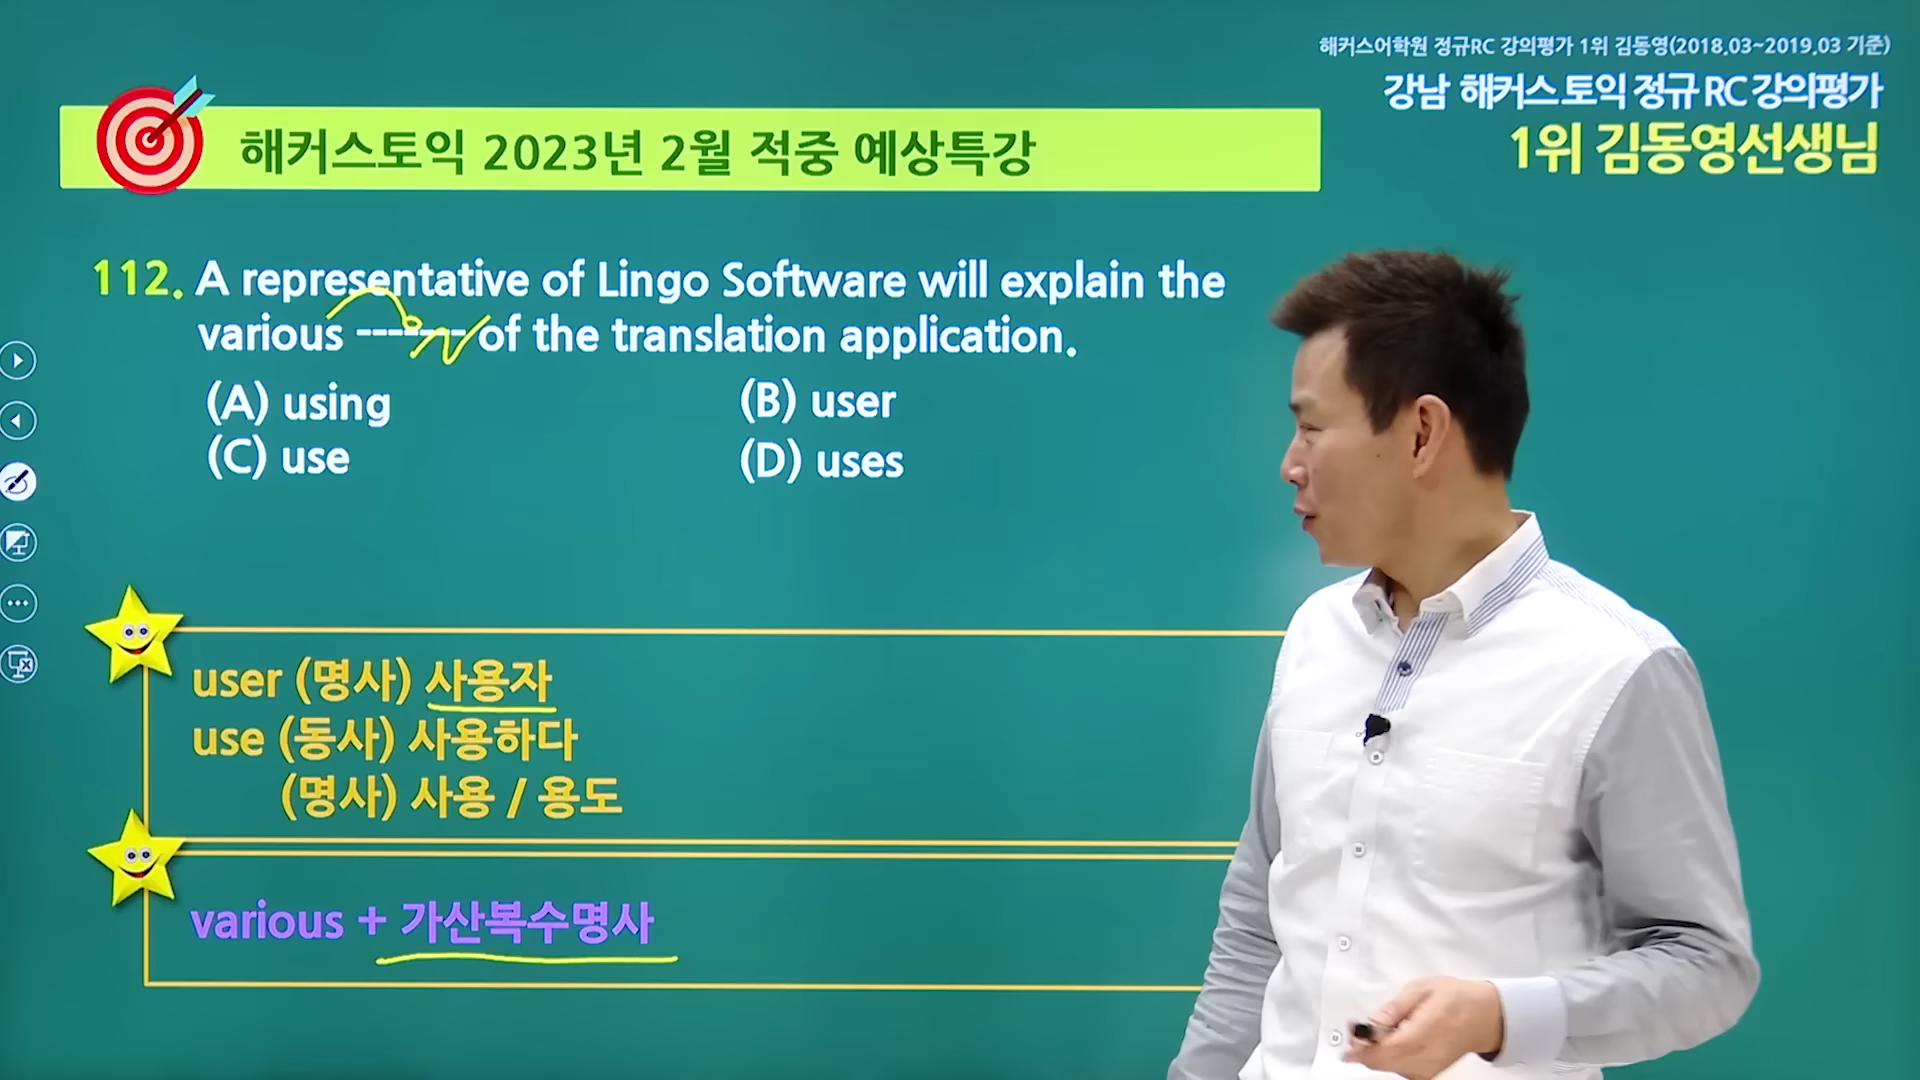 해커스어학원 정규RC 강의평가 1위 김동영(2018.03~2019.03 기준)
강남 해커스 토익 정규 RC 강의평가
1위 김동영선생님
해커스토익 2023년 2월 적중 예상특강
112. A representative of Lingo Software will explain the
various ------- of the translation application.
N
(A) using (B) user
(C) use (D) uses
user (명사) 사용자
use (동사) 사용하다
(명사) 사용 / 용도
various + 가산복수명사